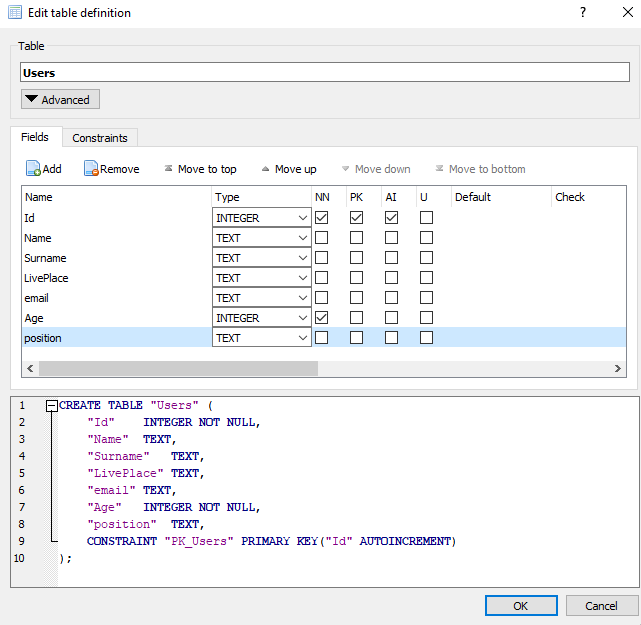 Edit table definition ?
Table
Users
Advanced
Fields Constraints
Add Remove Move to top Move up Move down Move to bottom
Name Type NN PK AI U Default Check
Id INTEGER
Name TEXT
Surname TEXT
LivePlace TEXT
email TEXT
Age INTEGER
position TEXT
1 CREATE TABLE "Users" (
2 "Id" INTEGER NOT NULL,
3 "Name" TEXT,
4 "Surname" TEXT,
5 "LivePlace" TEXT,
6 "email" TEXT,
7 "Age" INTEGER NOT NULL,
8 "position" TEXT,
9 CONSTRAINT "PK_Users" PRIMARY KEY("Id" AUTOINCREMENT)
10 );
OK Cancel